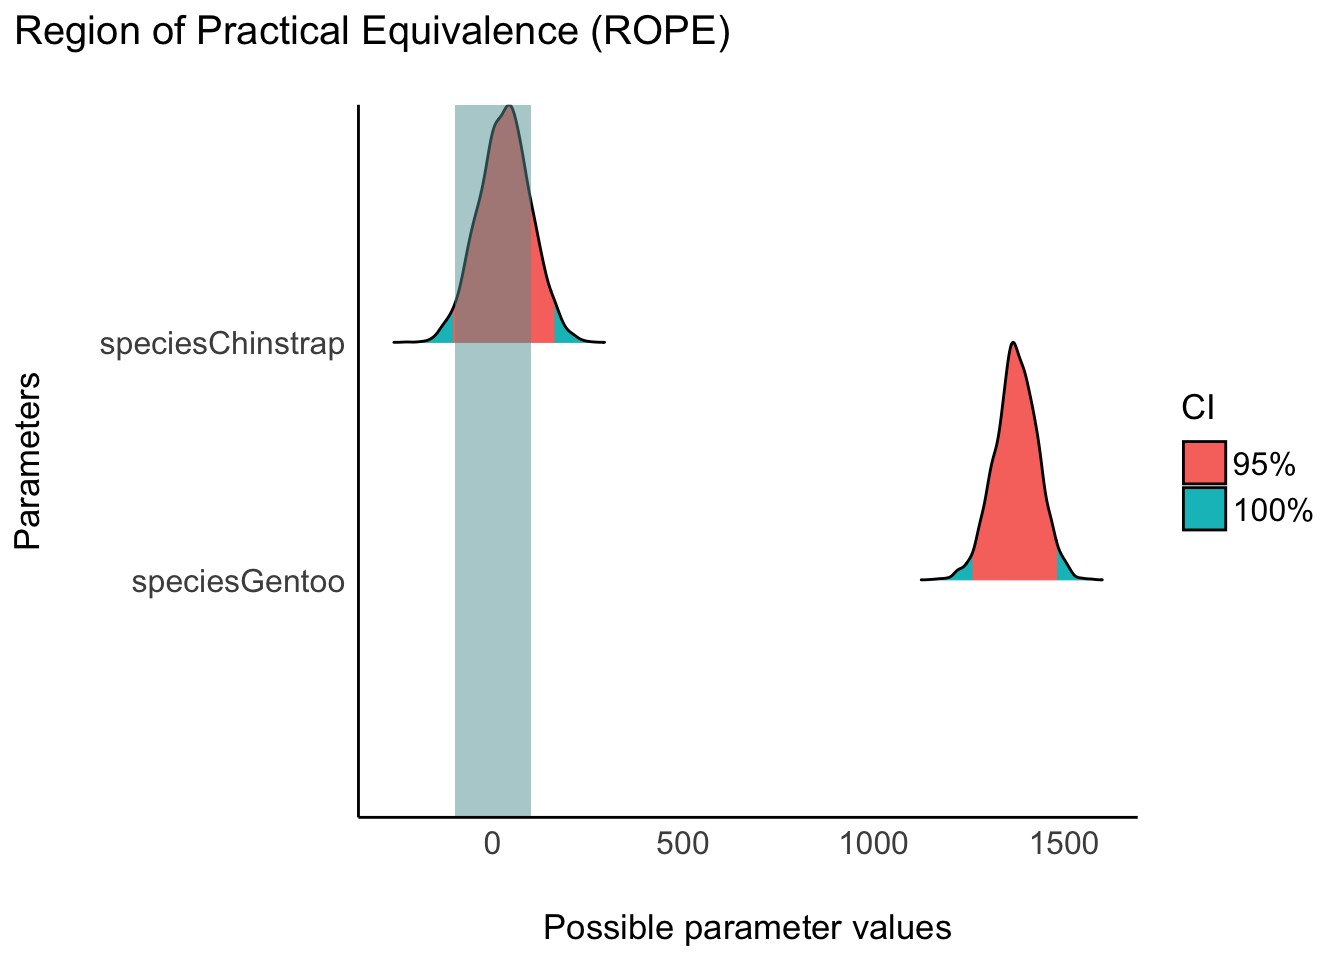 Region of Practical Equivalence (ROPE)
speciesChinstrap
speciesGentoo
Parameters
0 500 1000 1500
Possible parameter values
CI
95%
100%